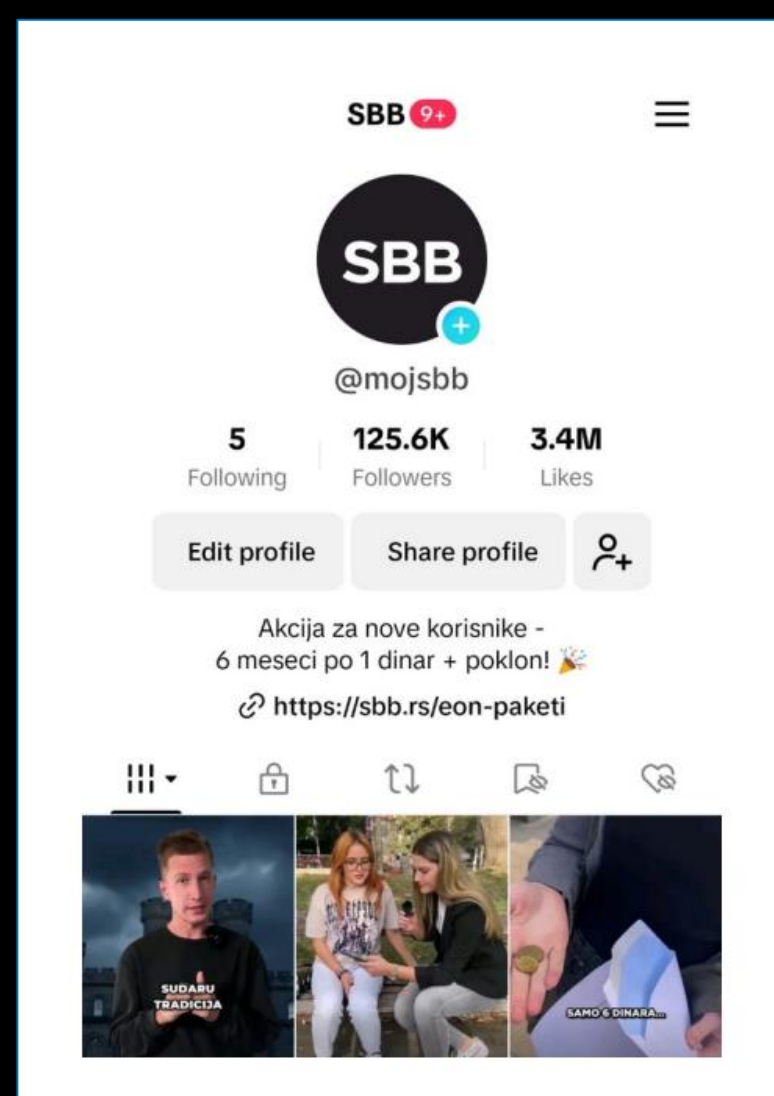 SBB 9+
SBB
@mojsbb
5 125.6K 3.4M
Following Followers Likes
Edit profile Share profile
Akcija za nove korisnike -
6 meseci po 1 dinar + poklon! 🎉
https://sbb.rs/eon-paketi
SUDARU
TRADICIJA
SAMO 6 DINARA...